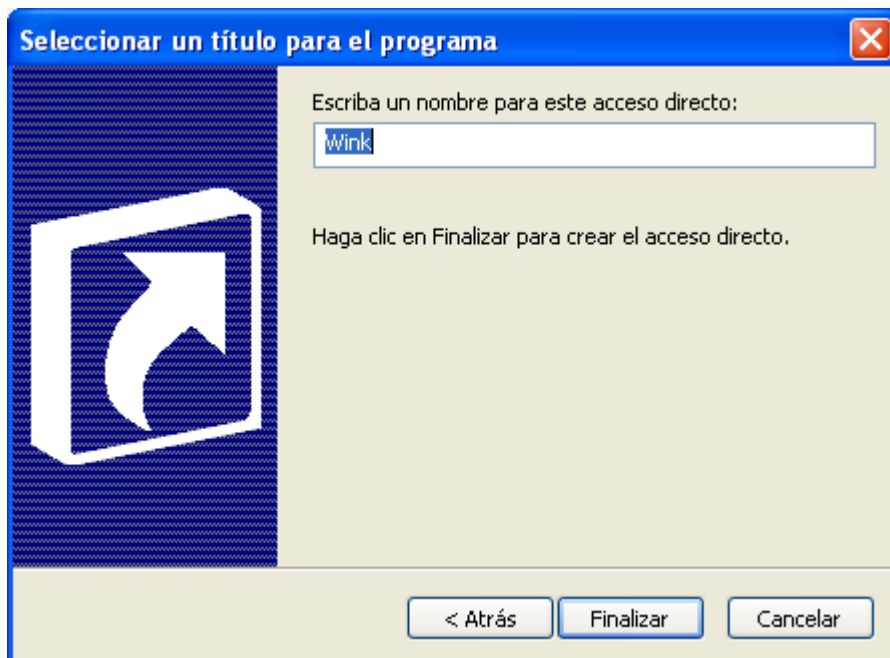 Seleccionar un título para el programa
Escriba un nombre para este acceso directo:
Wink
Haga clic en Finalizar para crear el acceso directo.
< Atrás
Finalizar
Cancelar